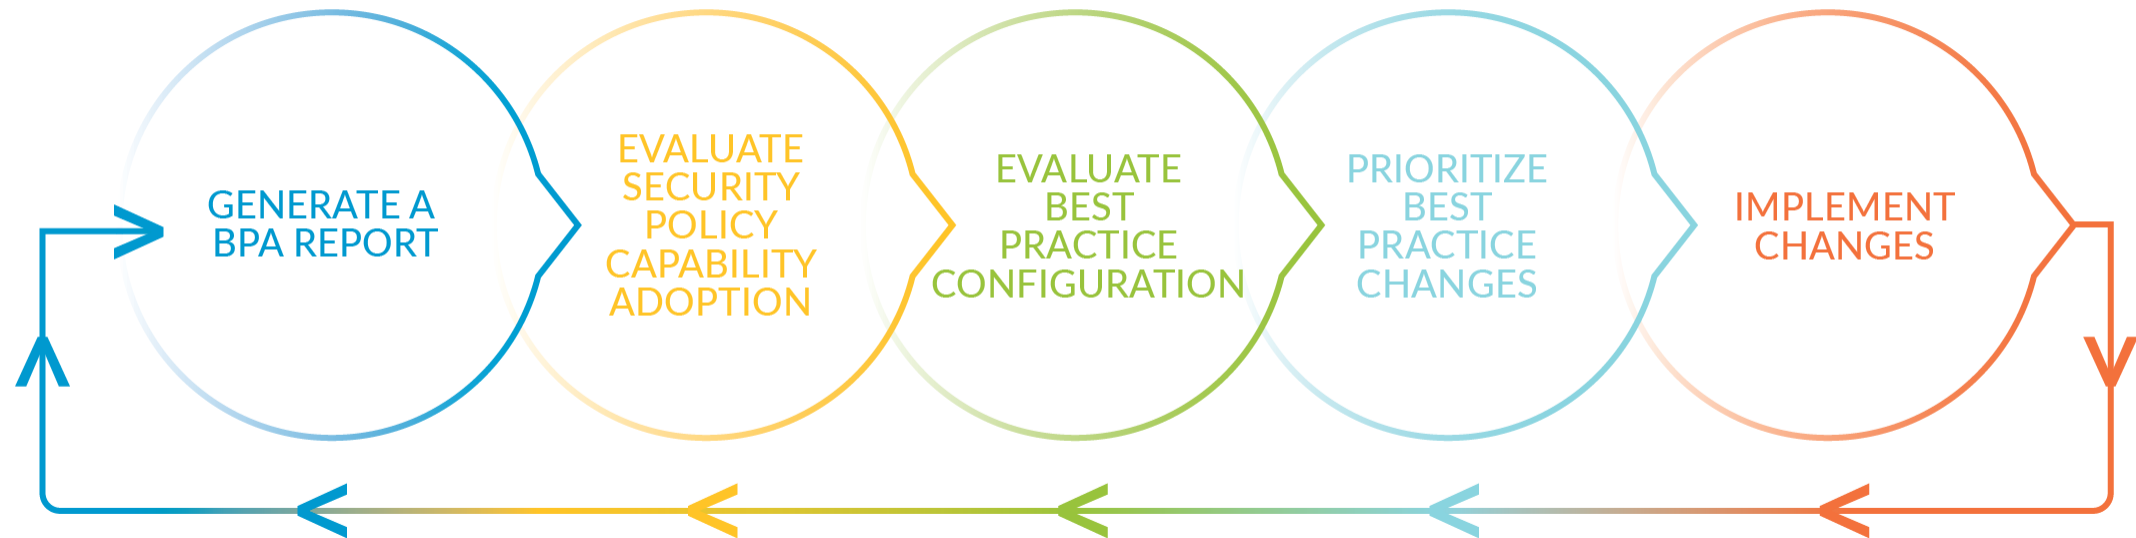 GENERATE A
BPA REPORT
EVALUATE
SECURITY
POLICY
CAPABILITY
ADOPTION
EVALUATE
BEST
PRACTICE
CONFIGURATION
PRIORITIZE
BEST
PRACTICE
CHANGES
IMPLEMENT
CHANGES